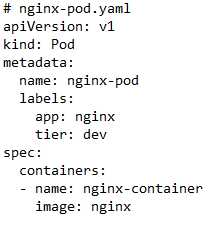 # nginx-pod.yaml
apiVersion: v1
kind: Pod
metadata:
  name: nginx-pod
  labels:
    app: nginx
    tier: dev
spec:
  containers:
  - name: nginx-container
    image: nginx